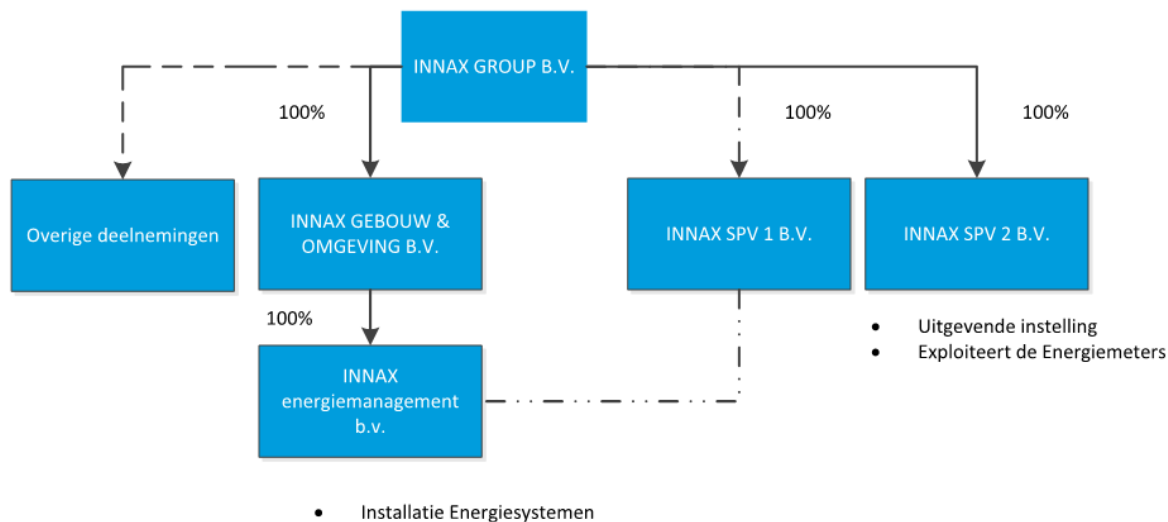 INNAX GROUP B.V.
100%
100%
100%
Overige deelnemingen
INNAX GEBOUW &
OMGEVING B.V.
INNAX SPV 1 B.V.
INNAX SPV 2 B.V.
100%
• Uitgevende instelling
• Exploiteert de Energiemeters
INNAX
energiemanagement
b.v.
• Installatie Energiesystemen